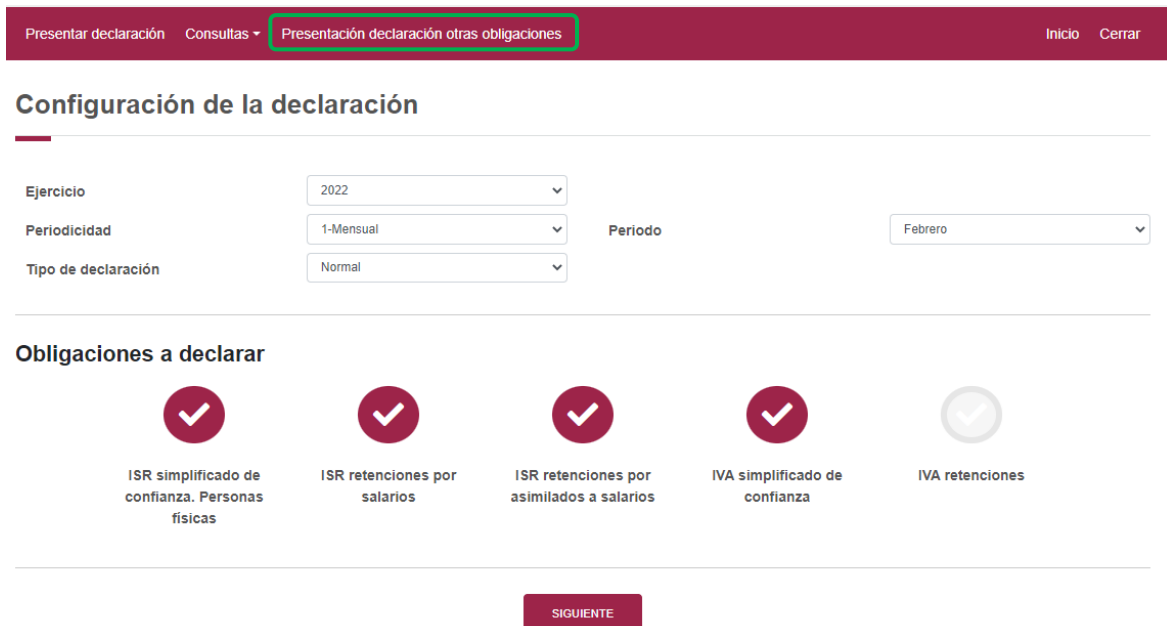 Presentar declaración Consultas Presentación declaración otras obligaciones Inicio Cerrar
Configuración de la declaración
Ejercicio 2022
Periodicidad 1-Mensual Periodo Febrero
Tipo de declaración Normal
Obligaciones a declarar
ISR simplificado de confianza. Personas físicas
ISR retenciones por salarios
ISR retenciones por asimilados a salarios
IVA simplificado de confianza
IVA retenciones
SIGUIENTE